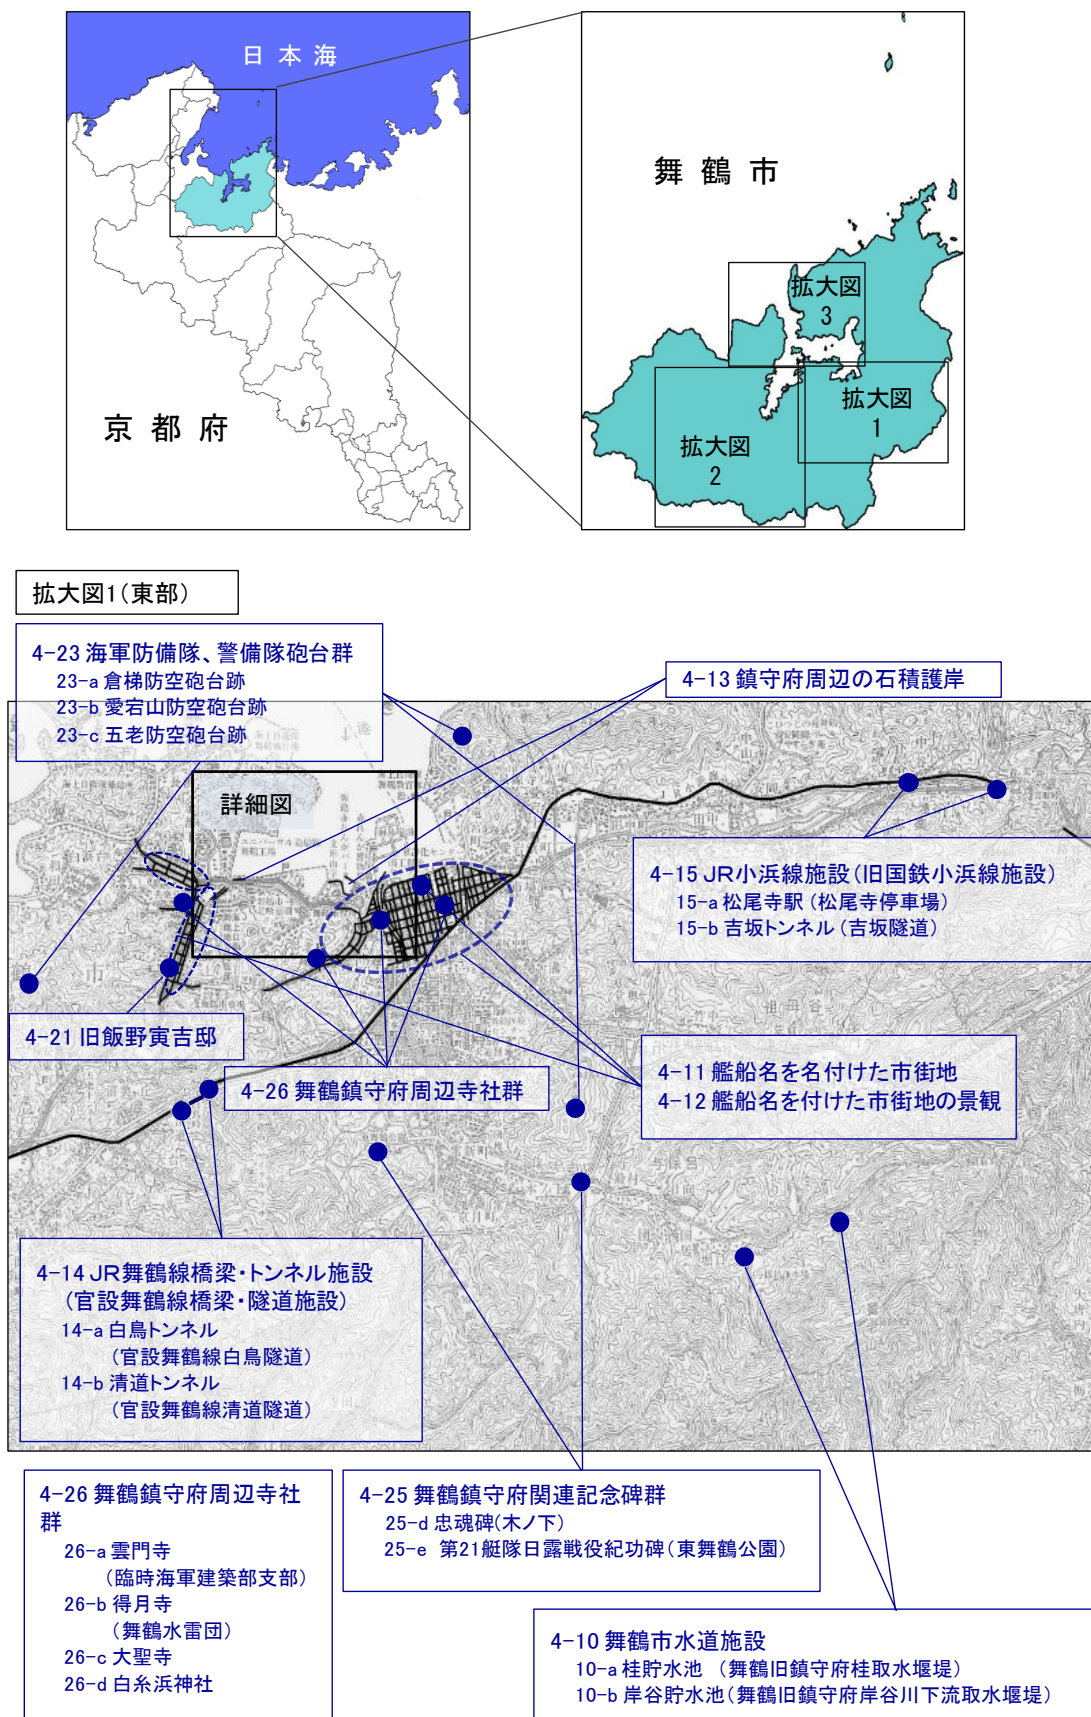 日本海
京都府
舞鶴市
拡大図
3
拡大図
1
拡大図
2
拡大図1(東部)
4-23 海軍防備隊、警備隊砲台群
23-a 倉梯防空砲台跡
23-b 愛宕山防空砲台跡
23-c 五老防空砲台跡
4-13 鎮守府周辺の石積護岸
詳細図
4-15 JR小浜線施設(旧国鉄小浜線施設)
15-a 松尾寺駅(松尾寺停車場)
15-b 吉坂トンネル(吉坂隧道)
4-21 旧飯野寅吉邸
4-26 舞鶴鎮守府周辺寺社群
4-11 艦船名を名付けた市街地
4-12 艦船名を付けた市街地の景観
4-14 JR舞鶴線橋梁・トンネル施設
(官設舞鶴線橋梁・隧道施設)
14-a 白鳥トンネル
(官設舞鶴線白鳥隧道)
14-b 清道トンネル
(官設舞鶴線清道隧道)
4-26 舞鶴鎮守府周辺寺社
群
26-a 雲門寺
(臨時海軍建築部支部)
26-b 得月寺
(舞鶴水雷団)
26-c 大聖寺
26-d 白糸浜神社
4-25 舞鶴鎮守府関連記念碑群
25-d 忠魂碑(木ノ下)
25-e 第21艇隊日露戦役紀功碑(東舞鶴公園)
4-10 舞鶴市水道施設
10-a 桂貯水池 (舞鶴旧鎮守府桂取水堰堤)
10-b 岸谷貯水池(舞鶴旧鎮守府岸谷川下流取水堰堤)